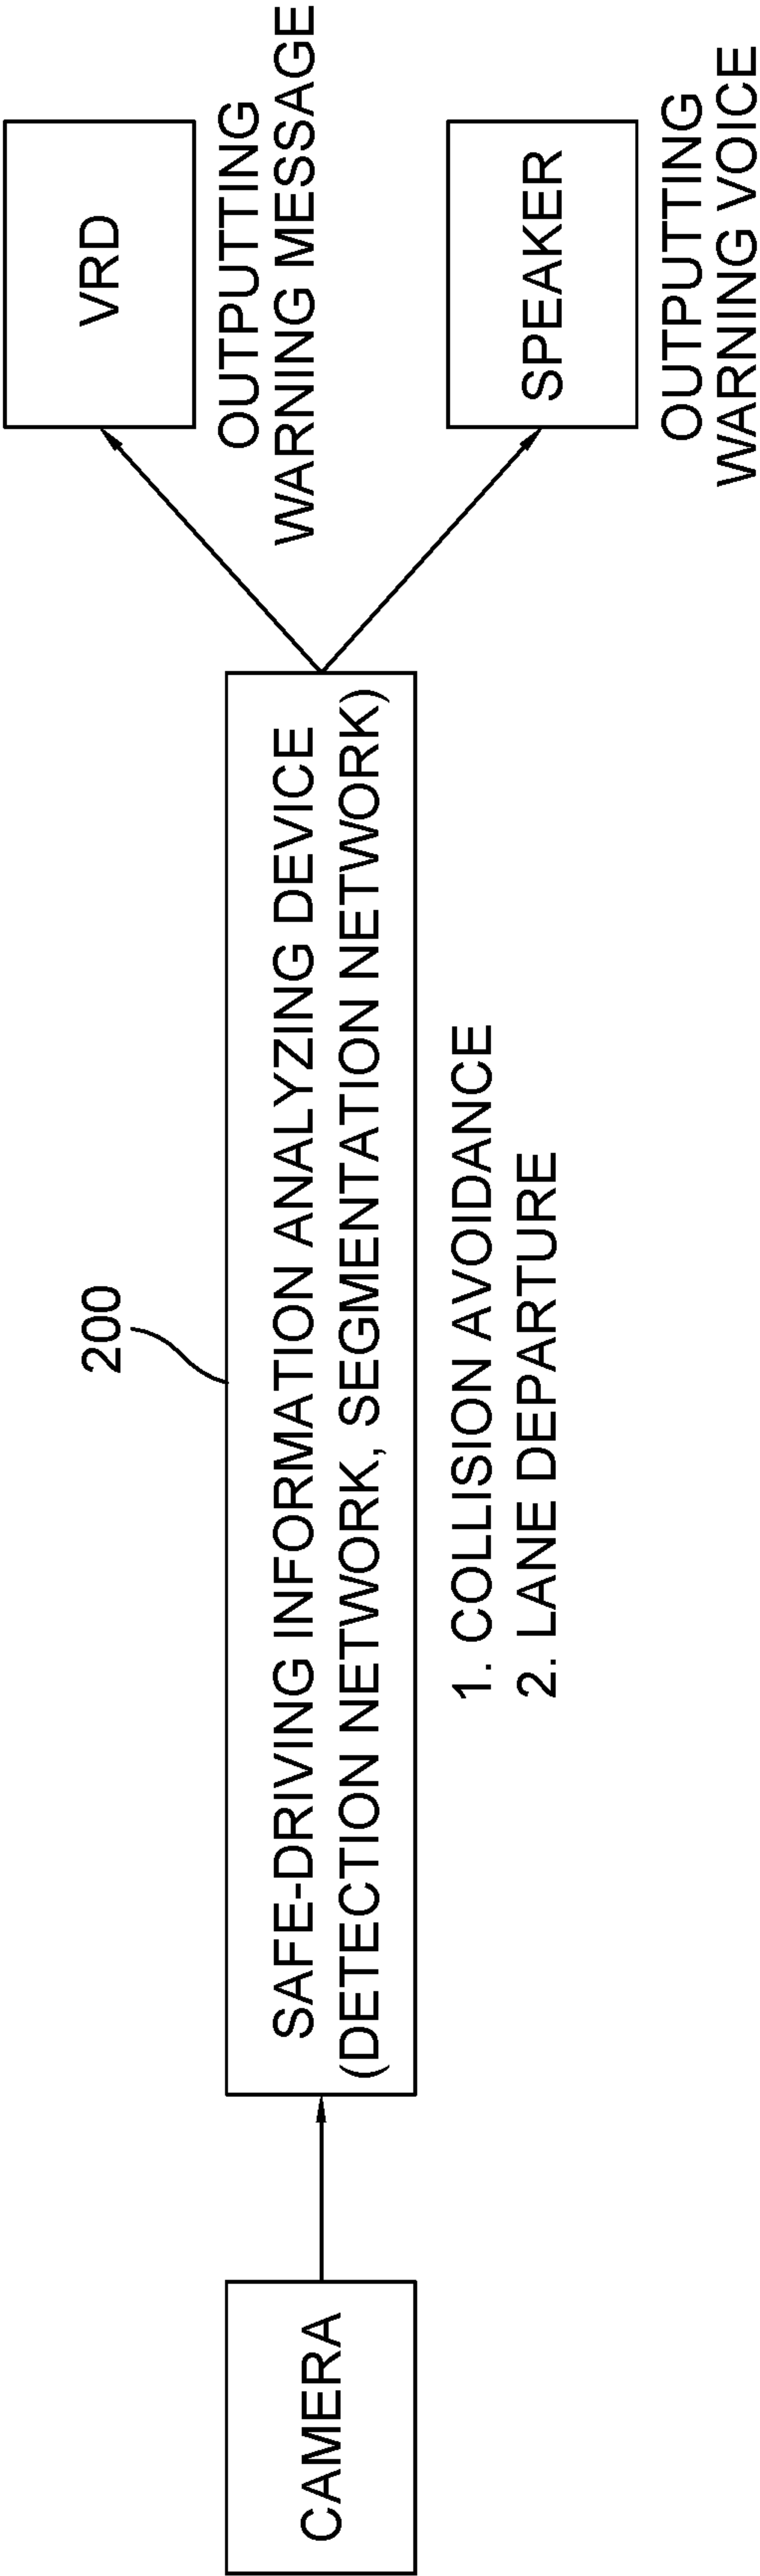 CAMERA
200
SAFE-DRIVING INFORMATION ANALYZING DEVICE
(DETECTION NETWORK, SEGMENTATION NETWORK)
1. COLLISION AVOIDANCE
2. LANE DEPARTURE
VRD
OUTPUTTING
WARNING MESSAGE
SPEAKER
OUTPUTTING
WARNING VOICE